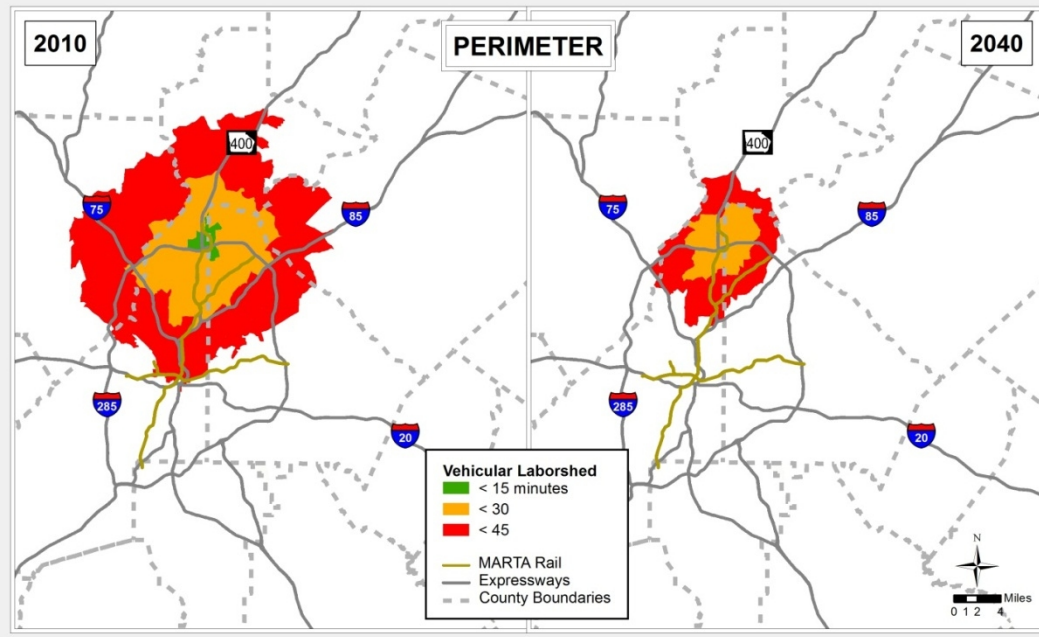 2010
PERIMETER
2040
400
400
75
85
75
85
285
20
285
20
Vehicular Laborshed
< 15 minutes
< 30
< 45
MARTA Rail
Expressways
County Boundaries
N
Miles
0 1 2 4